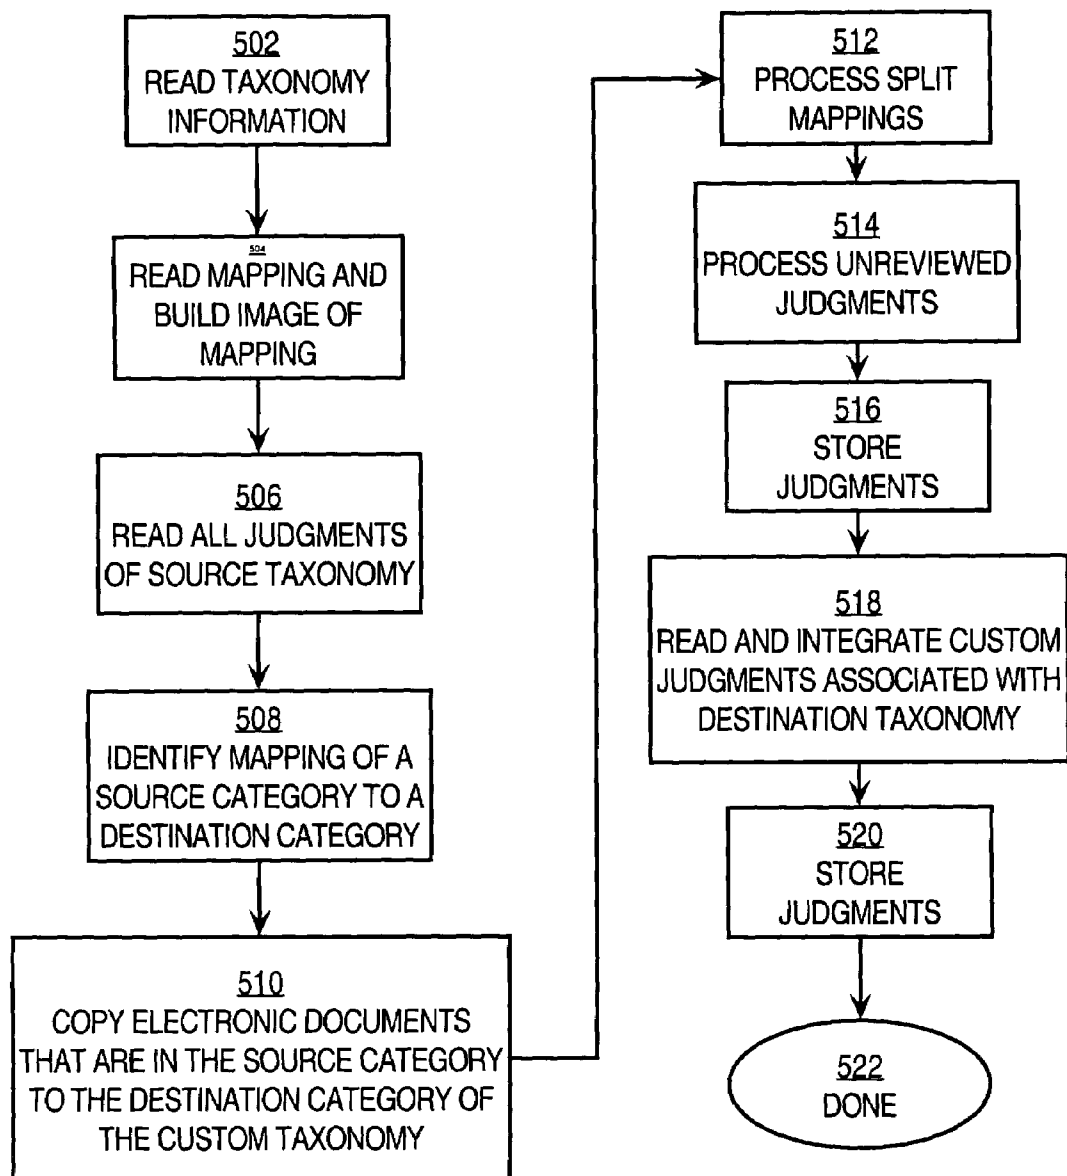 502
READ TAXONOMY
INFORMATION
504
READ MAPPING AND
BUILD IMAGE OF
MAPPING
506
READ ALL JUDGMENTS
OF SOURCE TAXONOMY
508
IDENTIFY MAPPING OF A
SOURCE CATEGORY TO A
DESTINATION CATEGORY
510
COPY ELECTRONIC DOCUMENTS
THAT ARE IN THE SOURCE CATEGORY
TO THE DESTINATION CATEGORY OF
THE CUSTOM TAXONOMY
512
PROCESS SPLIT
MAPPINGS
514
PROCESS UNREVIEWED
JUDGMENTS
516
STORE
JUDGMENTS
518
READ AND INTEGRATE CUSTOM
JUDGMENTS ASSOCIATED WITH
DESTINATION TAXONOMY
520
STORE
JUDGMENTS
522
DONE